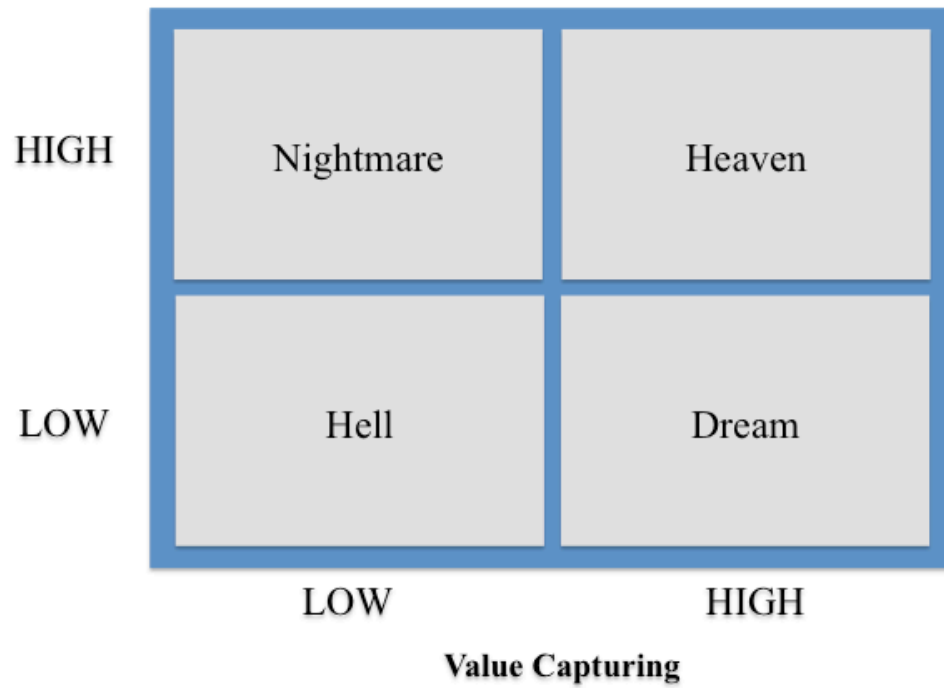 HIGH
Nightmare
Heaven
LOW
Hell
Dream
LOW
HIGH
Value Capturing